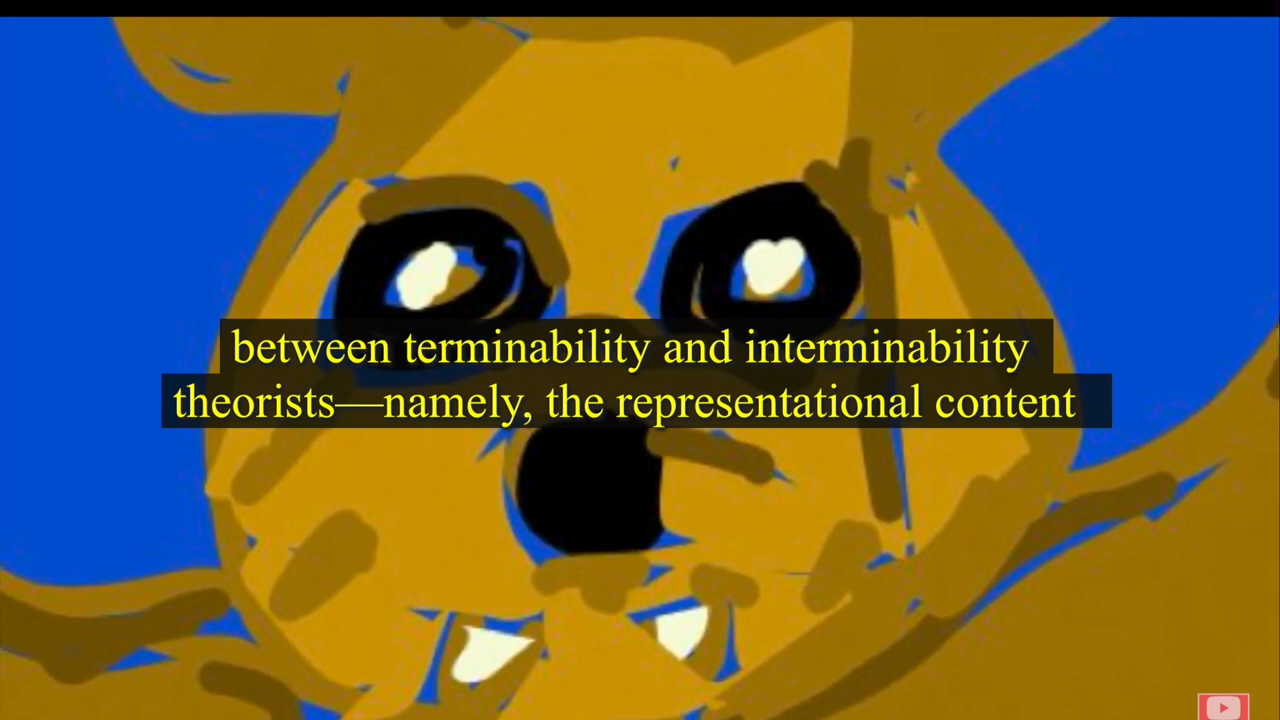 between terminability and interminability
theorists—namely, the representational content